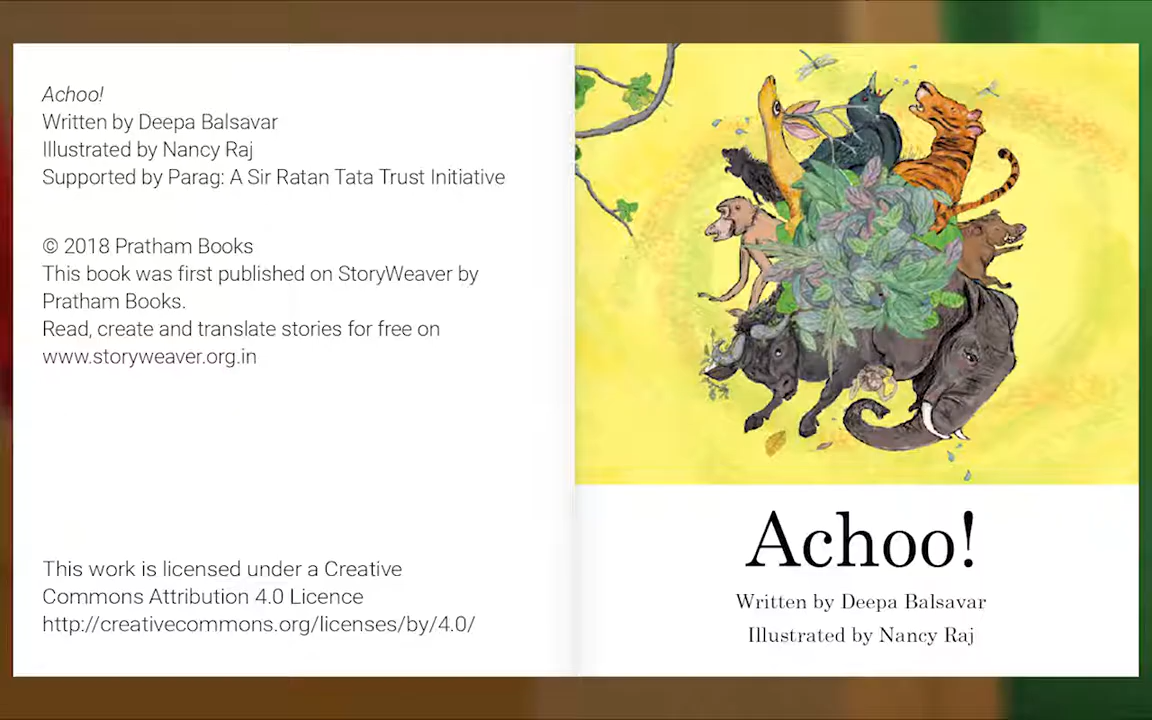 Achoo!
Written by Deepa Balsavar
Illustrated by Nancy Raj
Supported by Parag: A Sir Ratan Tata Trust Initiative
© 2018 Pratham Books
This book was first published on StoryWeaver by
Pratham Books.
Read, create and translate stories for free on
www.storyweaver.org.in
This work is licensed under a Creative
Commons Attribution 4.0 Licence
http://creativecommons.org/licenses/by/4.0/
Achoo!
Written by Deepa Balsavar
Illustrated by Nancy Raj